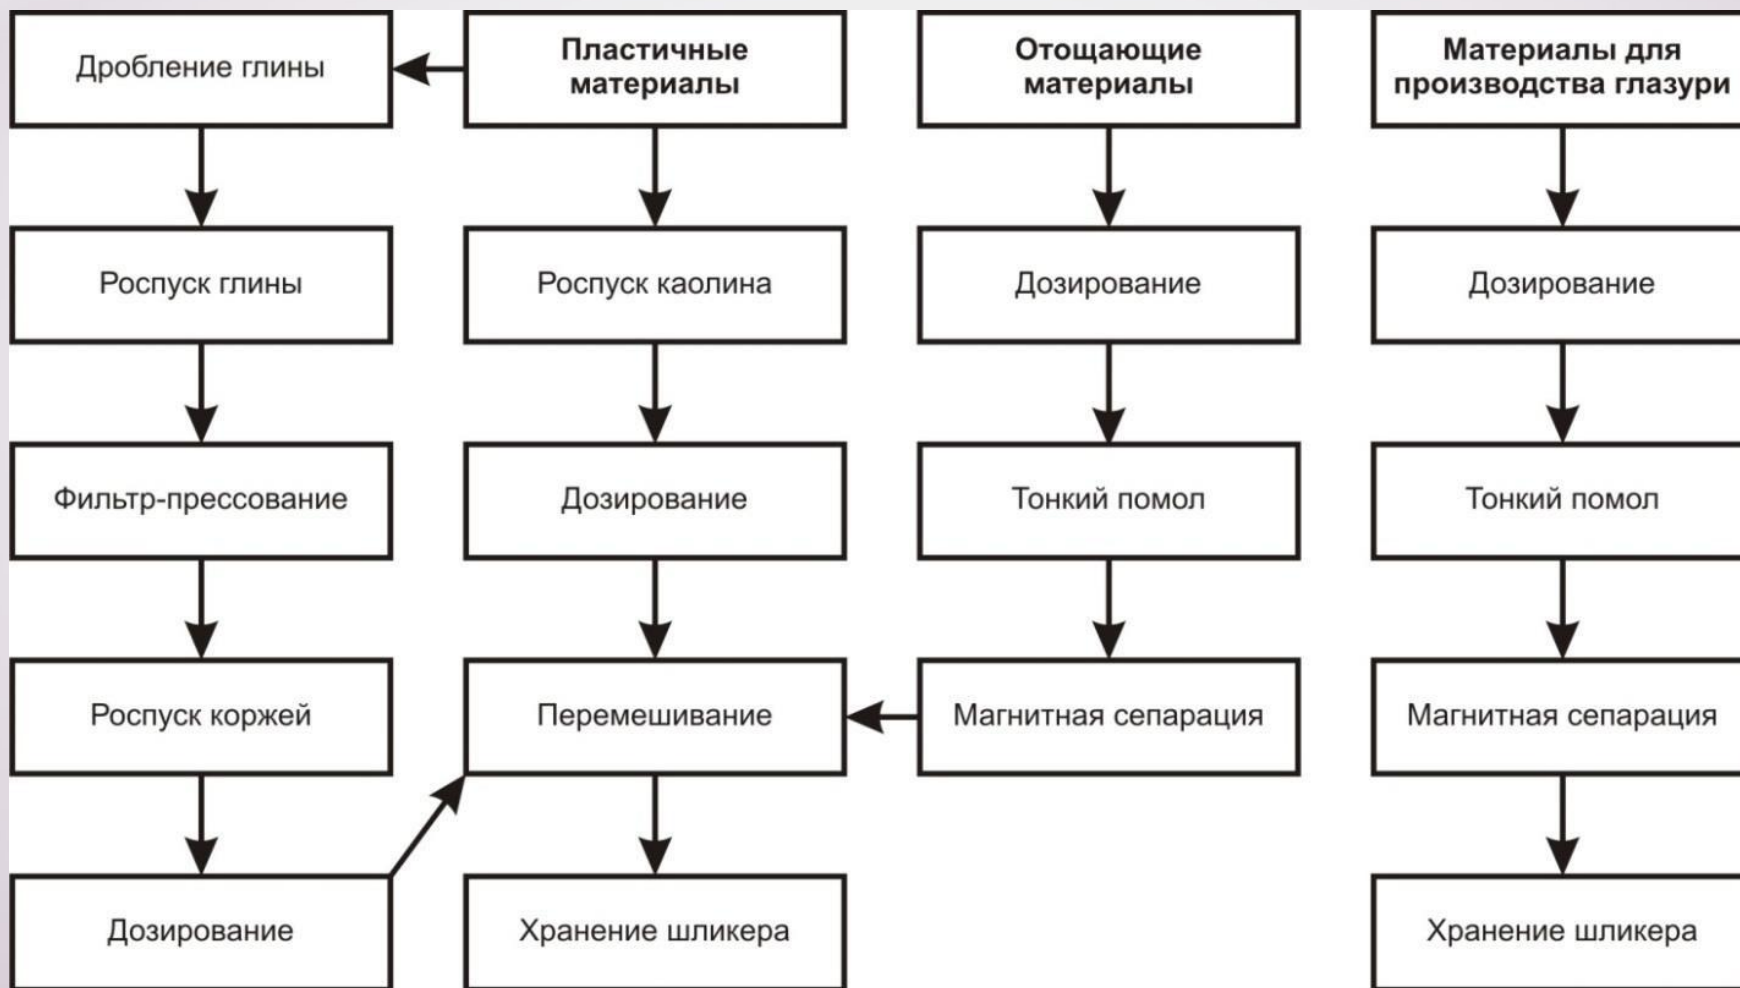 Дробление глины
Пластичные
материалы
Отощающие
материалы
Материалы для
производства глазури
Роспуск глины
Роспуск каолина
Дозирование
Дозирование
Фильтр-прессование
Дозирование
Тонкий помол
Тонкий помол
Роспуск коржей
Перемешивание
Магнитная сепарация
Магнитная сепарация
Дозирование
Хранение шликера
Хранение шликера